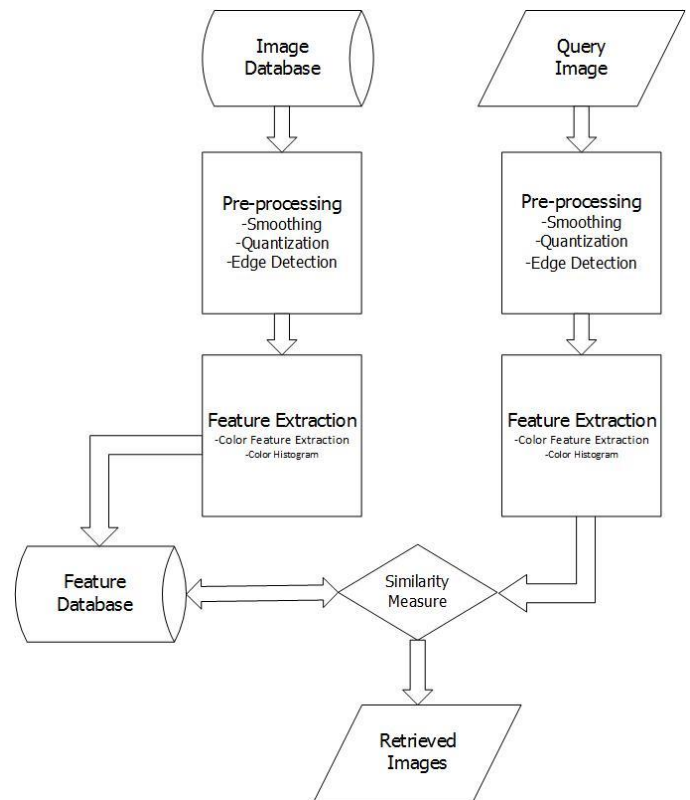 Image
Database
Query
Image
Pre-processing
-Smoothing
-Quantization
-Edge Detection
Pre-processing
-Smoothing
-Quantization
-Edge Detection
Feature Extraction
-Color Feature Extraction
-Color Histogram
Feature Extraction
-Color Feature Extraction
-Color Histogram
Feature
Database
Similarity
Measure
Retrieved
Images